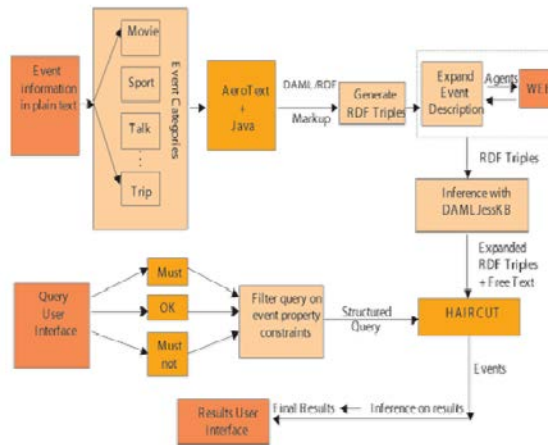 Event
information
in plain text
Movie
Sport
Talk
Trip
Event Categories
AeroText
+
Java
DAML/RDF
Markup
Generate
RDF Triples
Expand
Event
Description
Agents
WEB
RDF Triples
Inference with
DAML JessKB
Expanded
RDF Triples
+ Free Text
Query
User
Interface
Must
OK
Must
not
Filter query on
event property
constraints
Structured
Query
HAIRCUT
Events
Inference on results
Final Results
Results User
Interface